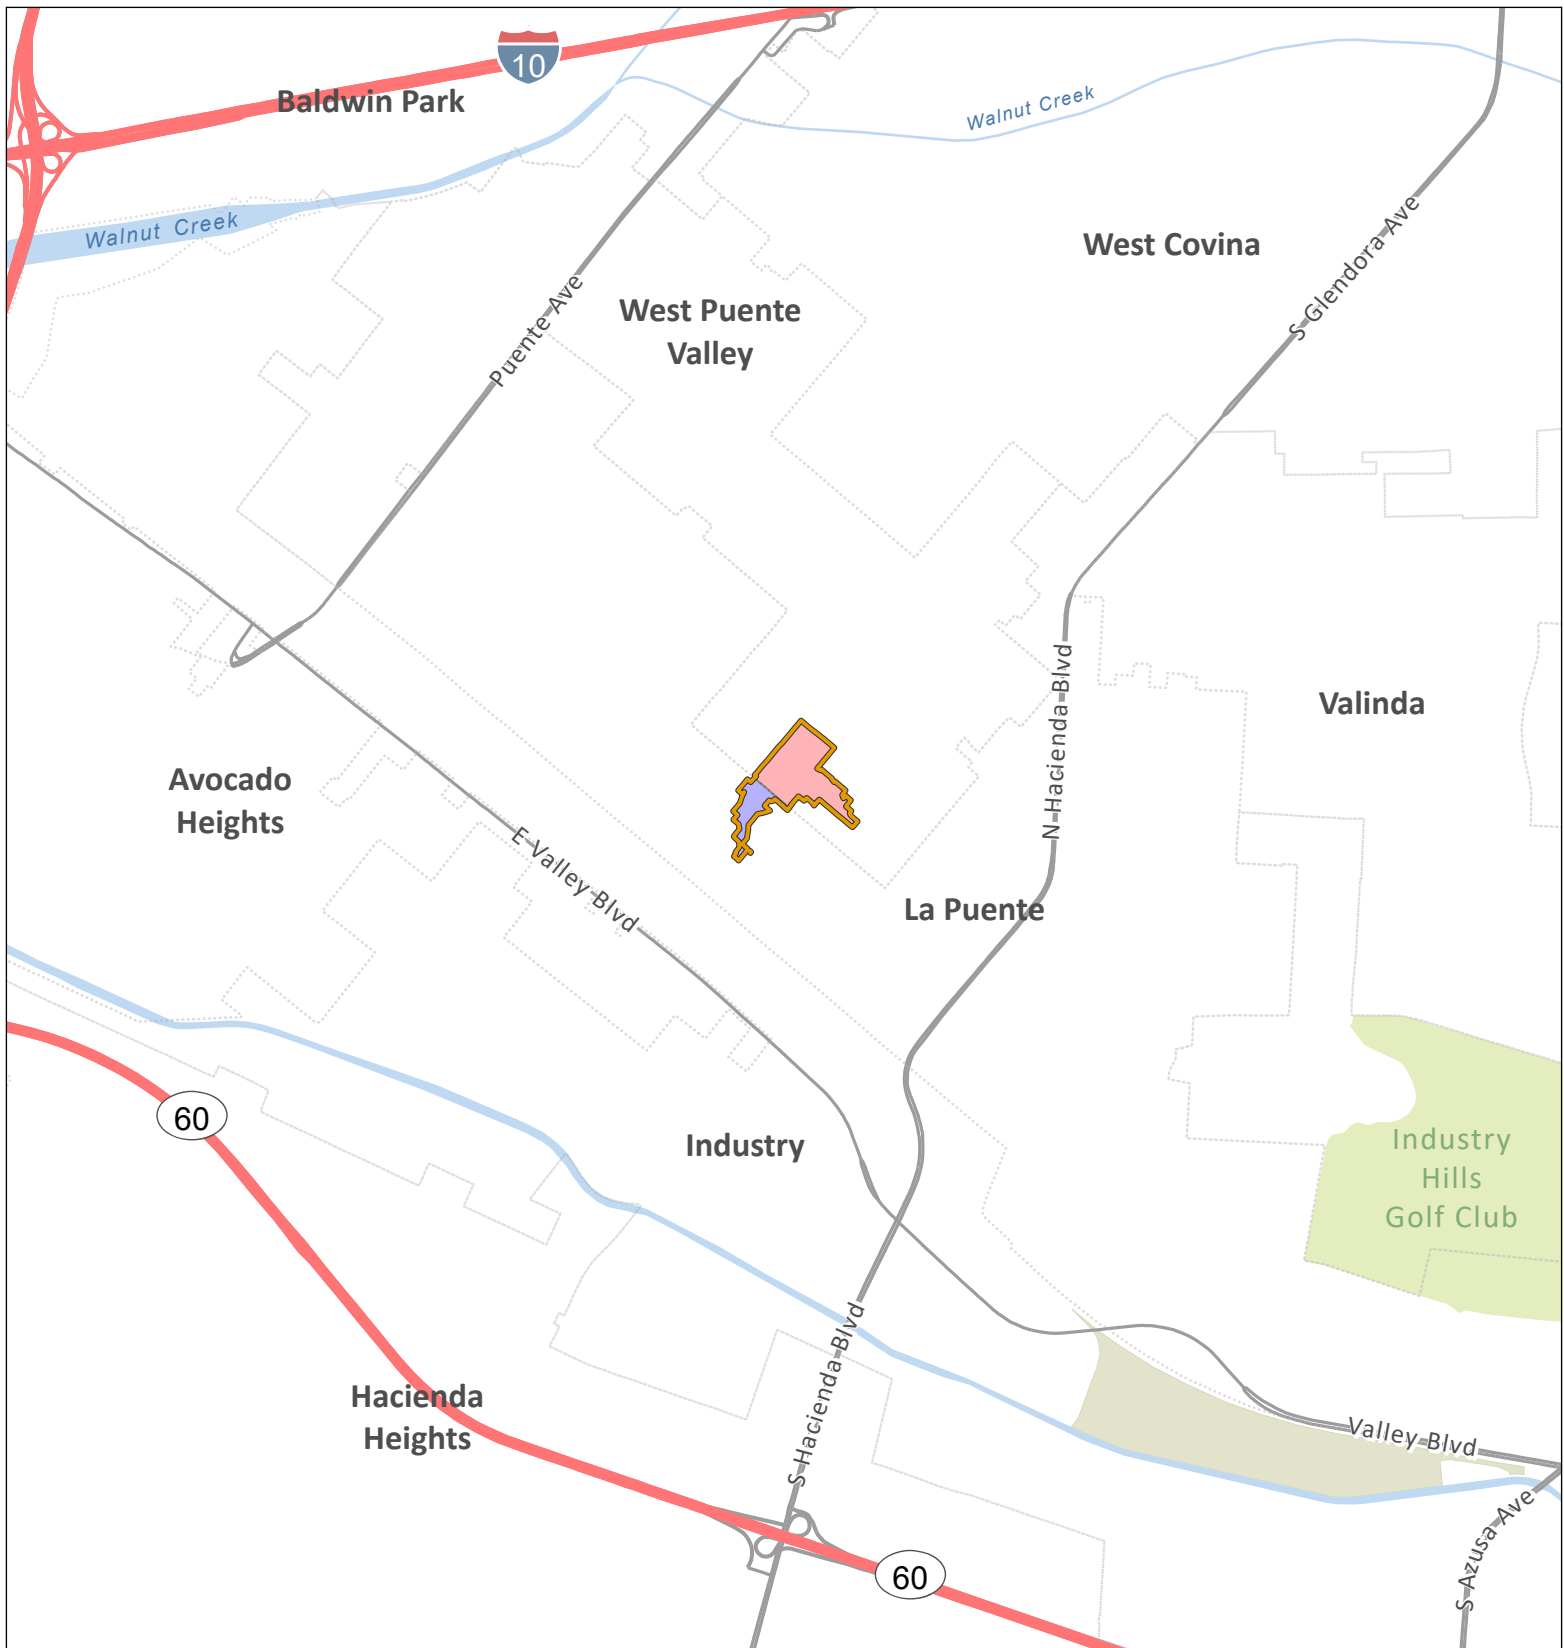 10
Baldwin Park
Walnut Creek
Walnut Creek
West Covina
S Glendora Ave
Puente Ave
West Puente
Valley
N Hacienda Blvd
Valinda
Avocado
Heights
E Valley Blvd
La Puente
60
Industry
Industry
Hills
Golf Club
S Hacienda Blvd
Hacienda
Heights
Valley Blvd
S Azusa Ave
60